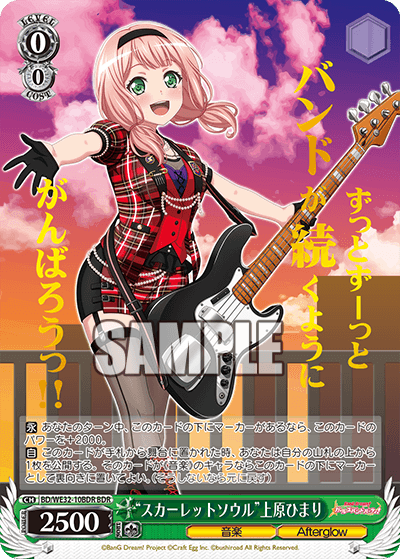 LEVEL
0
0
COST
バンドが続くように
ずっとずーっと
がんばろうっ!!
SAMPLE
永 あなたのターン中、このカードの下にマーカーがあるなら、このカードの
パワーを+2000。
自 このカードが手札から舞台に置かれた時、あなたは自分の山札の上から
1枚を公開する。そのカードが《音楽》のキャラならこのカードの下にマーカー
として裏向きに置いてよい。(そうしないなら元に戻す)
CH BD/WE32-10BDR BDR
2500
“スカーレットソウル”上原ひまり
音楽
Afterglow
©BanG Dream! Project ©Craft Egg Inc. ©bushiroad All Rights Reserved.